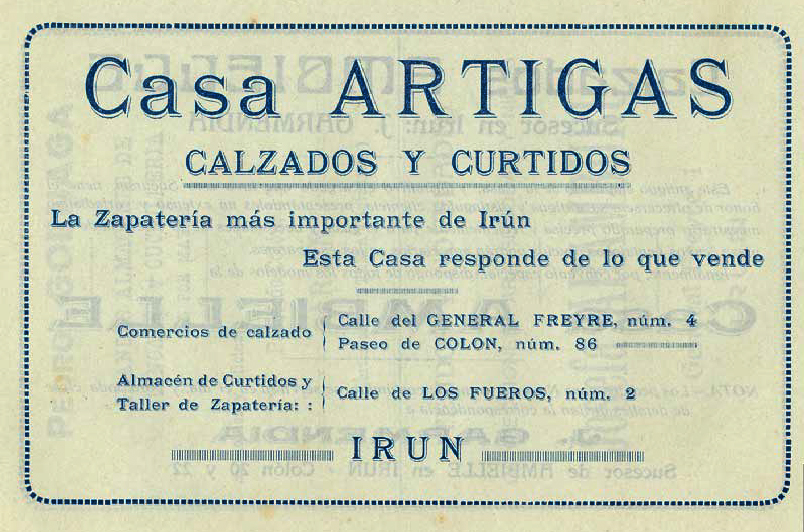 Casa ARTIGAS
CALZADOS Y CURTIDOS
La Zapatería más importante de Irún
Esta Casa responde de lo que vende
Comercios de calzado
Calle del GENERAL FREYRE, núm. 4
Paseo de COLON, núm. 86
Almacén de Curtidos y
Taller de Zapatería: :
Calle de LOS FUEROS, núm. 2
IRUN